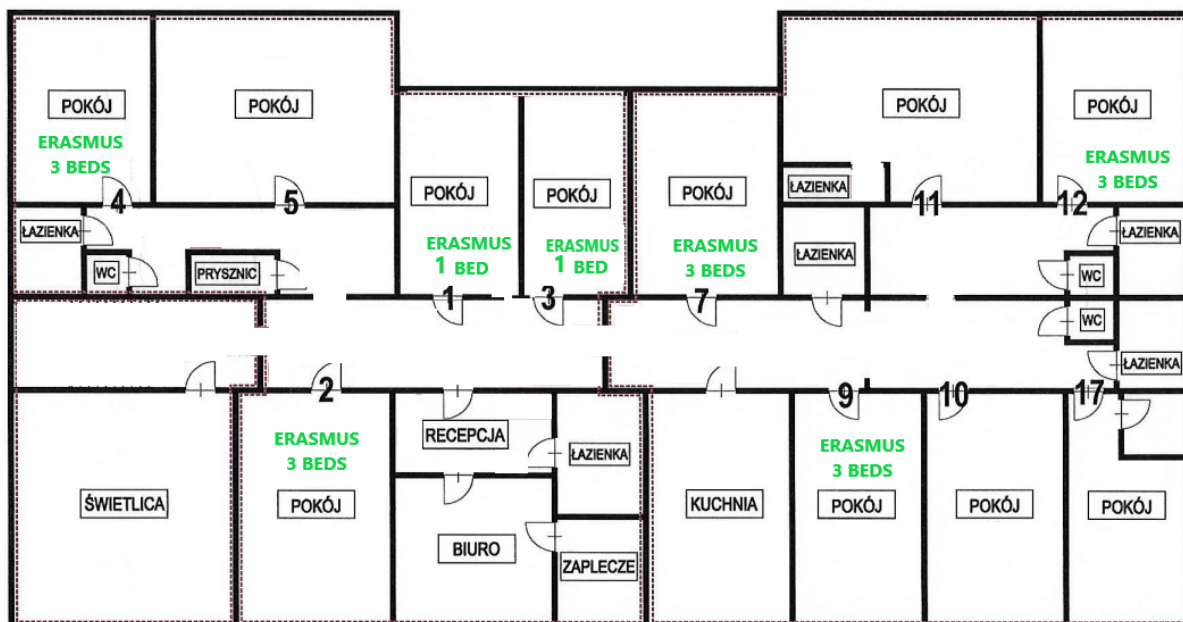 POKÓJ
ERASMUS
3 BEDS
4
POKÓJ
5
POKÓJ
ERASMUS
1 BED
1
POKÓJ
ERASMUS
1 BED
3
POKÓJ
ERASMUS
3 BEDS
7
POKÓJ
11
POKÓJ
ERASMUS
3 BEDS
12
ŁAZIENKA
WC
PRYSZNIC
ŁAZIENKA
ŁAZIENKA
ŁAZIENKA
WC
WC
ŁAZIENKA
ŚWIETLICA
2
ERASMUS
3 BEDS
POKÓJ
RECEPCJA
BIURO
ŁAZIENKA
ZAPLECZE
KUCHNIA
9
ERASMUS
3 BEDS
POKÓJ
10
POKÓJ
17
POKÓJ